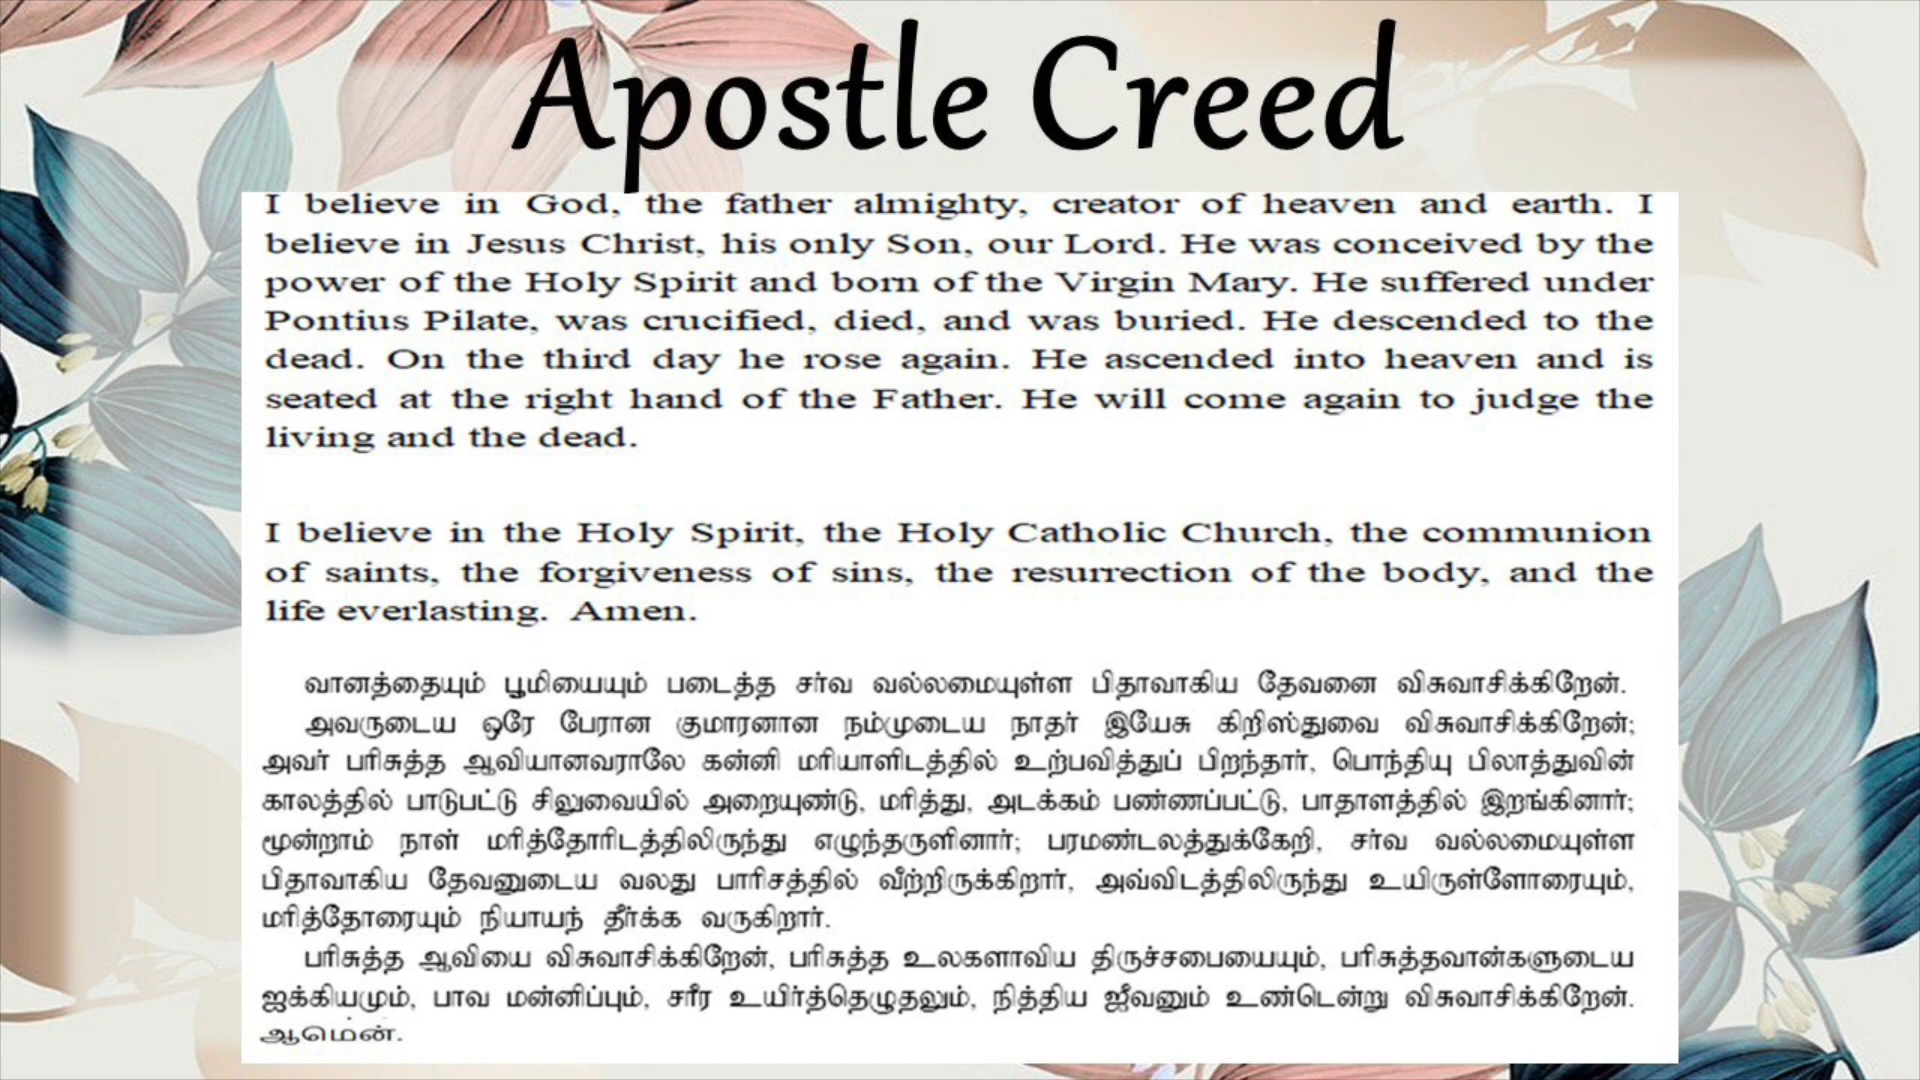 Apostle Creed
I believe in God, the father almighty, creator of heaven and earth. I
believe in Jesus Christ, his only Son, our Lord. He was conceived by the
power of the Holy Spirit and born of the Virgin Mary. He suffered under
Pontius Pilate, was crucified, died, and was buried. He descended to the
dead. On the third day he rose again. He ascended into heaven and is
seated at the right hand of the Father. He will come again to judge the
living and the dead.
I believe in the Holy Spirit, the Holy Catholic Church, the communion
of saints, the forgiveness of sins, the resurrection of the body, and the
life everlasting. Amen.
வானத்தையும் பூமியையும் படைத்த சர்வ வல்லமையுள்ள பிதாவாகிய தேவனை விசுவாசிக்கிறேன்.
அவருடைய ஒரே பேரான குமாரனான நம்முடைய நாதர் இயேசு கிறிஸ்துவை விசுவாசிக்கிறேன்;
அவர் பரிசுத்த ஆவியானவராலே கன்னி மரியாளிடத்தில் உற்பவித்துப் பிறந்தார், பொந்தியு பிலாத்துவின்
காலத்தில் பாடுபட்டு சிலுவையில் அறையுண்டு, மரித்து, அடக்கம் பண்ணப்பட்டு, பாதாளத்தில் இறங்கினார்;
மூன்றாம் நாள் மரித்தோரிடத்திலிருந்து எழுந்தருளினார்; பரமண்டலத்துக்கேறி, சர்வ வல்லமையுள்ள
பிதாவாகிய தேவனுடைய வலது பாரிசத்தில் வீற்றிருக்கிறார், அவ்விடத்திலிருந்து உயிருள்ளோரையும்,
மரித்தோரையும் நியாயந் தீர்க்க வருகிறார்.
பரிசுத்த ஆவியை விசுவாசிக்கிறேன், பரிசுத்த உலகளாவிய திருச்சபையையும், பரிசுத்தவான்களுடைய
ஐக்கியமும், பாவ மன்னிப்பும், சரீர உயிர்த்தெழுதலும், நித்திய ஜீவனும் உண்டென்று விசுவாசிக்கிறேன்.
ஆமென்.